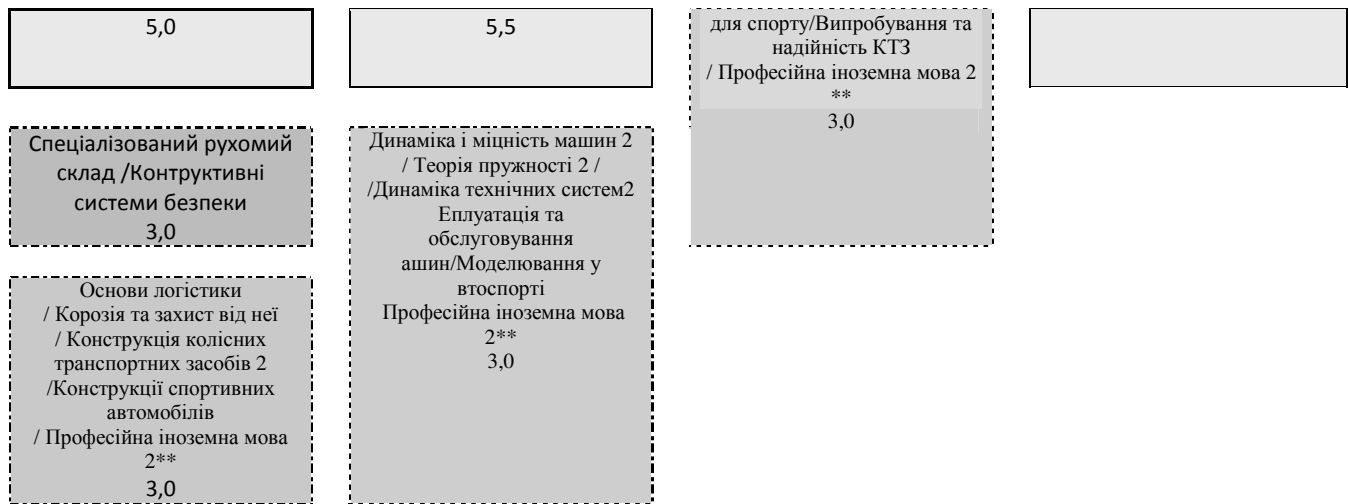 5,0
Спеціалізований рухомий
склад /Контруктивні
системи безпеки
3,0
Основи логістики
/ Корозія та захист від неї
/ Конструкція колісних
транспортних засобів 2
/Конструкції спортивних
автомобілів
/ Професійна іноземна мова
2**
3,0
5,5
Динаміка і міцність машин 2
/ Теорія пружності 2 /
/Динаміка технічних систем2
Еплуатація та
обслуговування
ашин/Моделювання у
втоспорті
Професійна іноземна мова
2**
3,0
для спорту/Випробування та
надійність КТЗ
/ Професійна іноземна мова 2
**
3,0